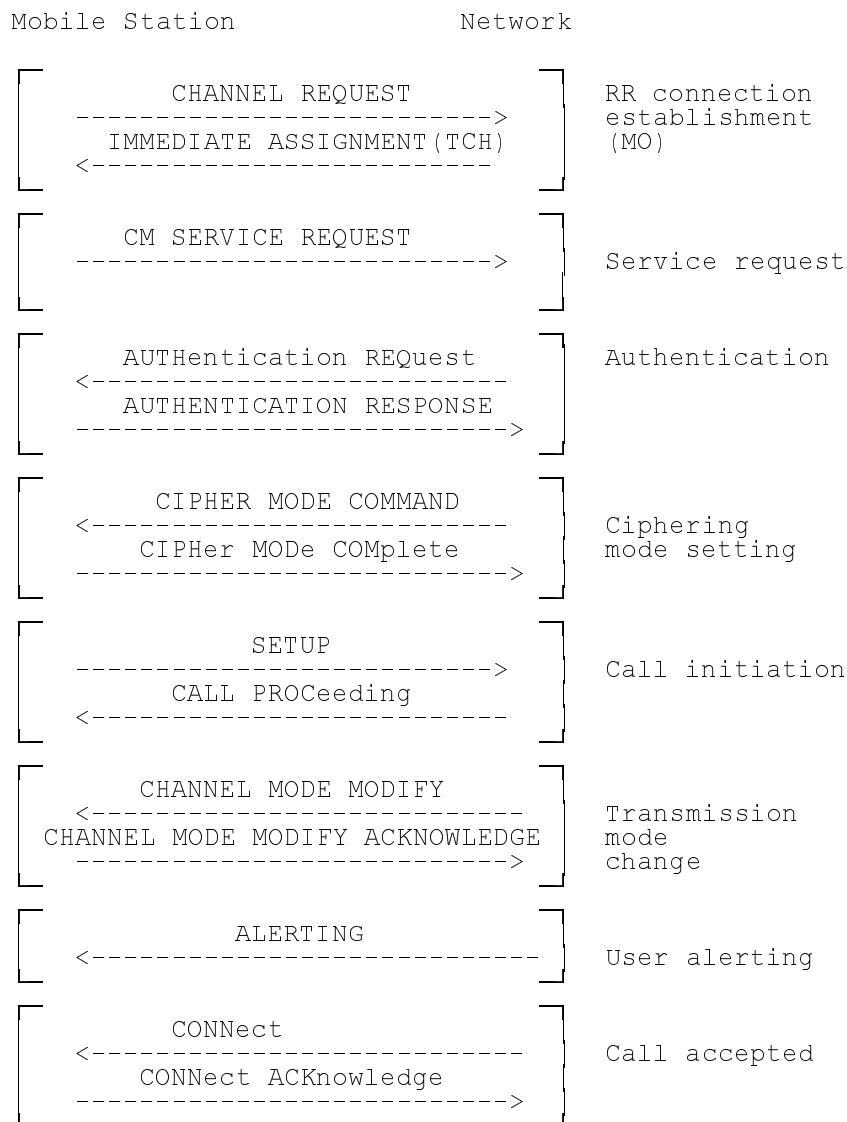 Mobile Station Network
CHANNEL REQUEST RR connection
-------------------------> establishment
IMMEDIATE ASSIGNMENT(TCH) (MO)
<-------------------------
CM SERVICE REQUEST
--------------------------> Service request
AUTHentication REQuest Authentication
<--------------------------
AUTHENTICATION RESPONSE
--------------------------->
CIPHER MODE COMMAND
<-------------------------- Ciphering
CIPHer MODe COMplete mode setting
--------------------------->
SETUP
--------------------------> Call initiation
CALL PROCeeding
<--------------------------
CHANNEL MODE MODIFY
<--------------------------- Transmission
CHANNEL MODE MODIFY ACKNOWLEDGE mode
---------------------------> change
ALERTING
<---------------------------- User alerting
CONNect
<--------------------------- Call accepted
CONNect ACKnowledge
--------------------------->